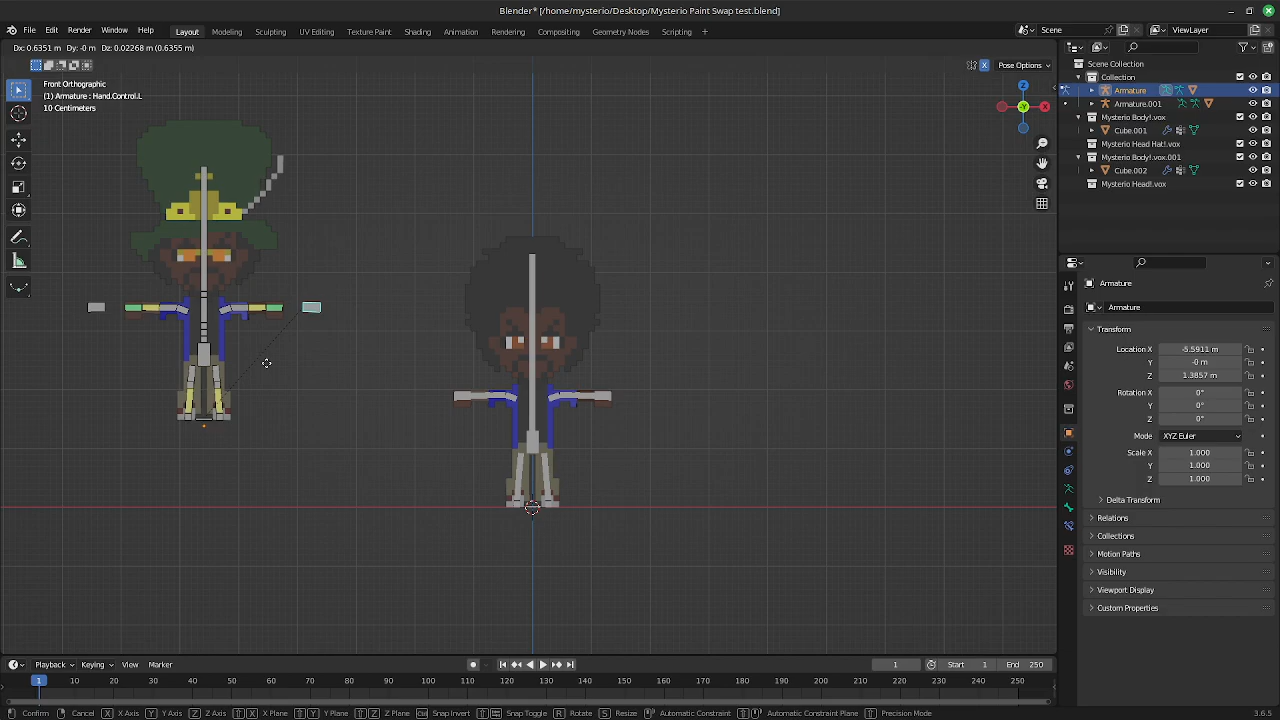 Blender* [/home/mysterio/Desktop/Mysterio Paint Swap test.blend]
File Edit Render Window Help Layout Modeling Sculpting UV Editing Texture Paint Shading Animation Rendering Compositing Geometry Nodes Scripting + Scene ViewLayer
Dx: 0.6351 m Dy: -0 m Dz: 0.02268 m (0.6355 m)
X Pose Options
Front Orthographic
(1) Armature : Hand.Control.L
10 Centimeters
Z
Y
X
Scene Collection
Collection
Armature
Armature.001
Mysterio Body!.vox
Cube.001
Mysterio Head Hat!.vox
Mysterio Body!.vox.001
Cube.002
Mysterio Head!.vox
Armature
Armature
Transform
Location X -5.5911 m
Y -0 m
Z 1.3857 m
Rotation X 0°
Y 0°
Z 0°
Mode XYZ Euler
Scale X 1.000
Y 1.000
Z 1.000
Delta Transform
Relations
Collections
Motion Paths
Visibility
Viewport Display
Custom Properties
Playback Keying View Marker 1 Start 1 End 250
1 10 20 30 40 50 60 70 80 90 100 110 120 130 140 150 160 170 180 190 200 210 220 230 240 250
Confirm Cancel X X Axis Y Y Axis Z Z Axis X X Plane Y Y Plane Z Z Plane Snap Invert Snap Toggle R Rotate S Resize Automatic Constraint Automatic Constraint Plane Precision Mode 3.6.5